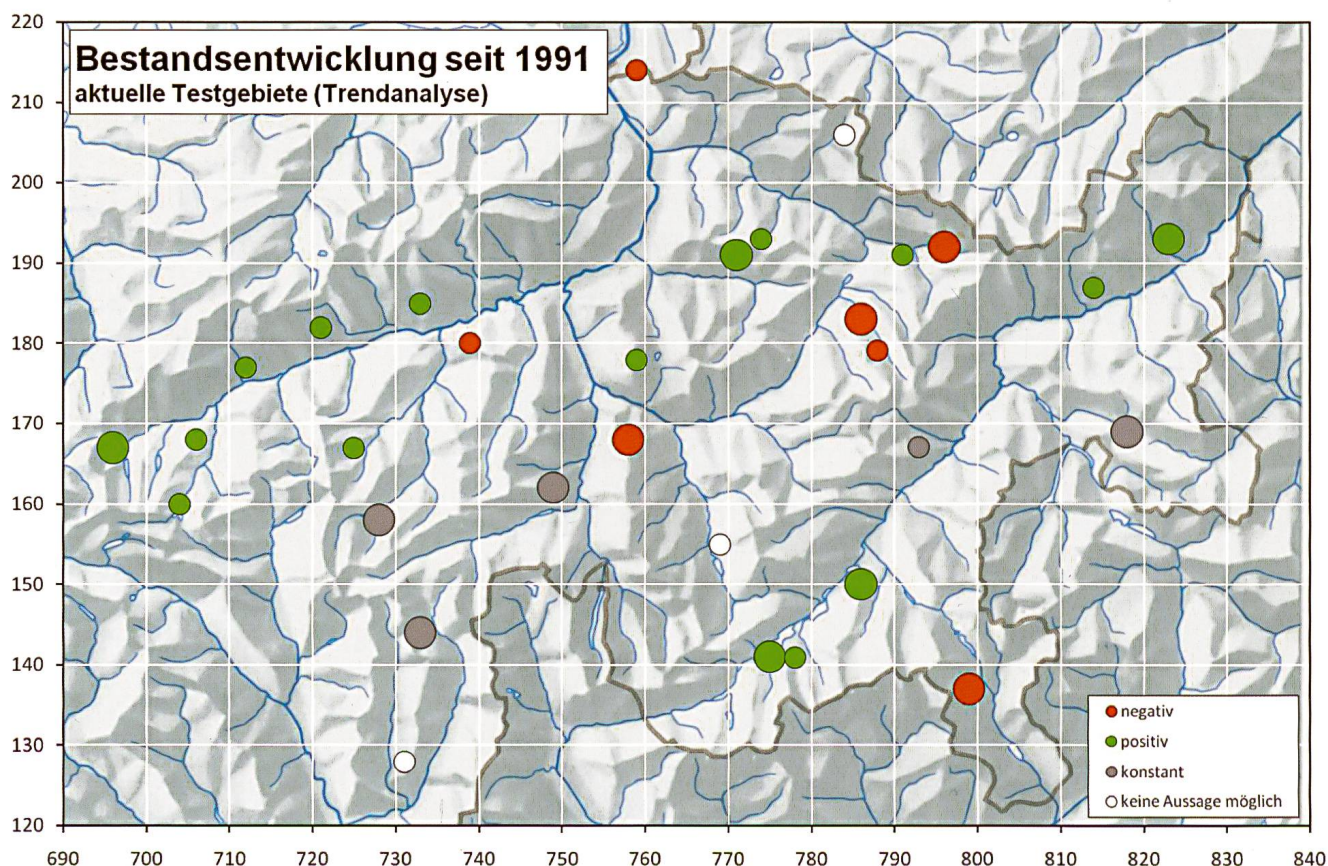 Bestandsentwicklung seit 1991
aktuelle Testgebiete (Trendanalyse)
220
210
200
190
180
170
160
150
140
130
120
negativ
positiv
konstant
keine Aussage möglich
690 700 710 720 730 740 750 760 770 780 790 800 810 820 830 840